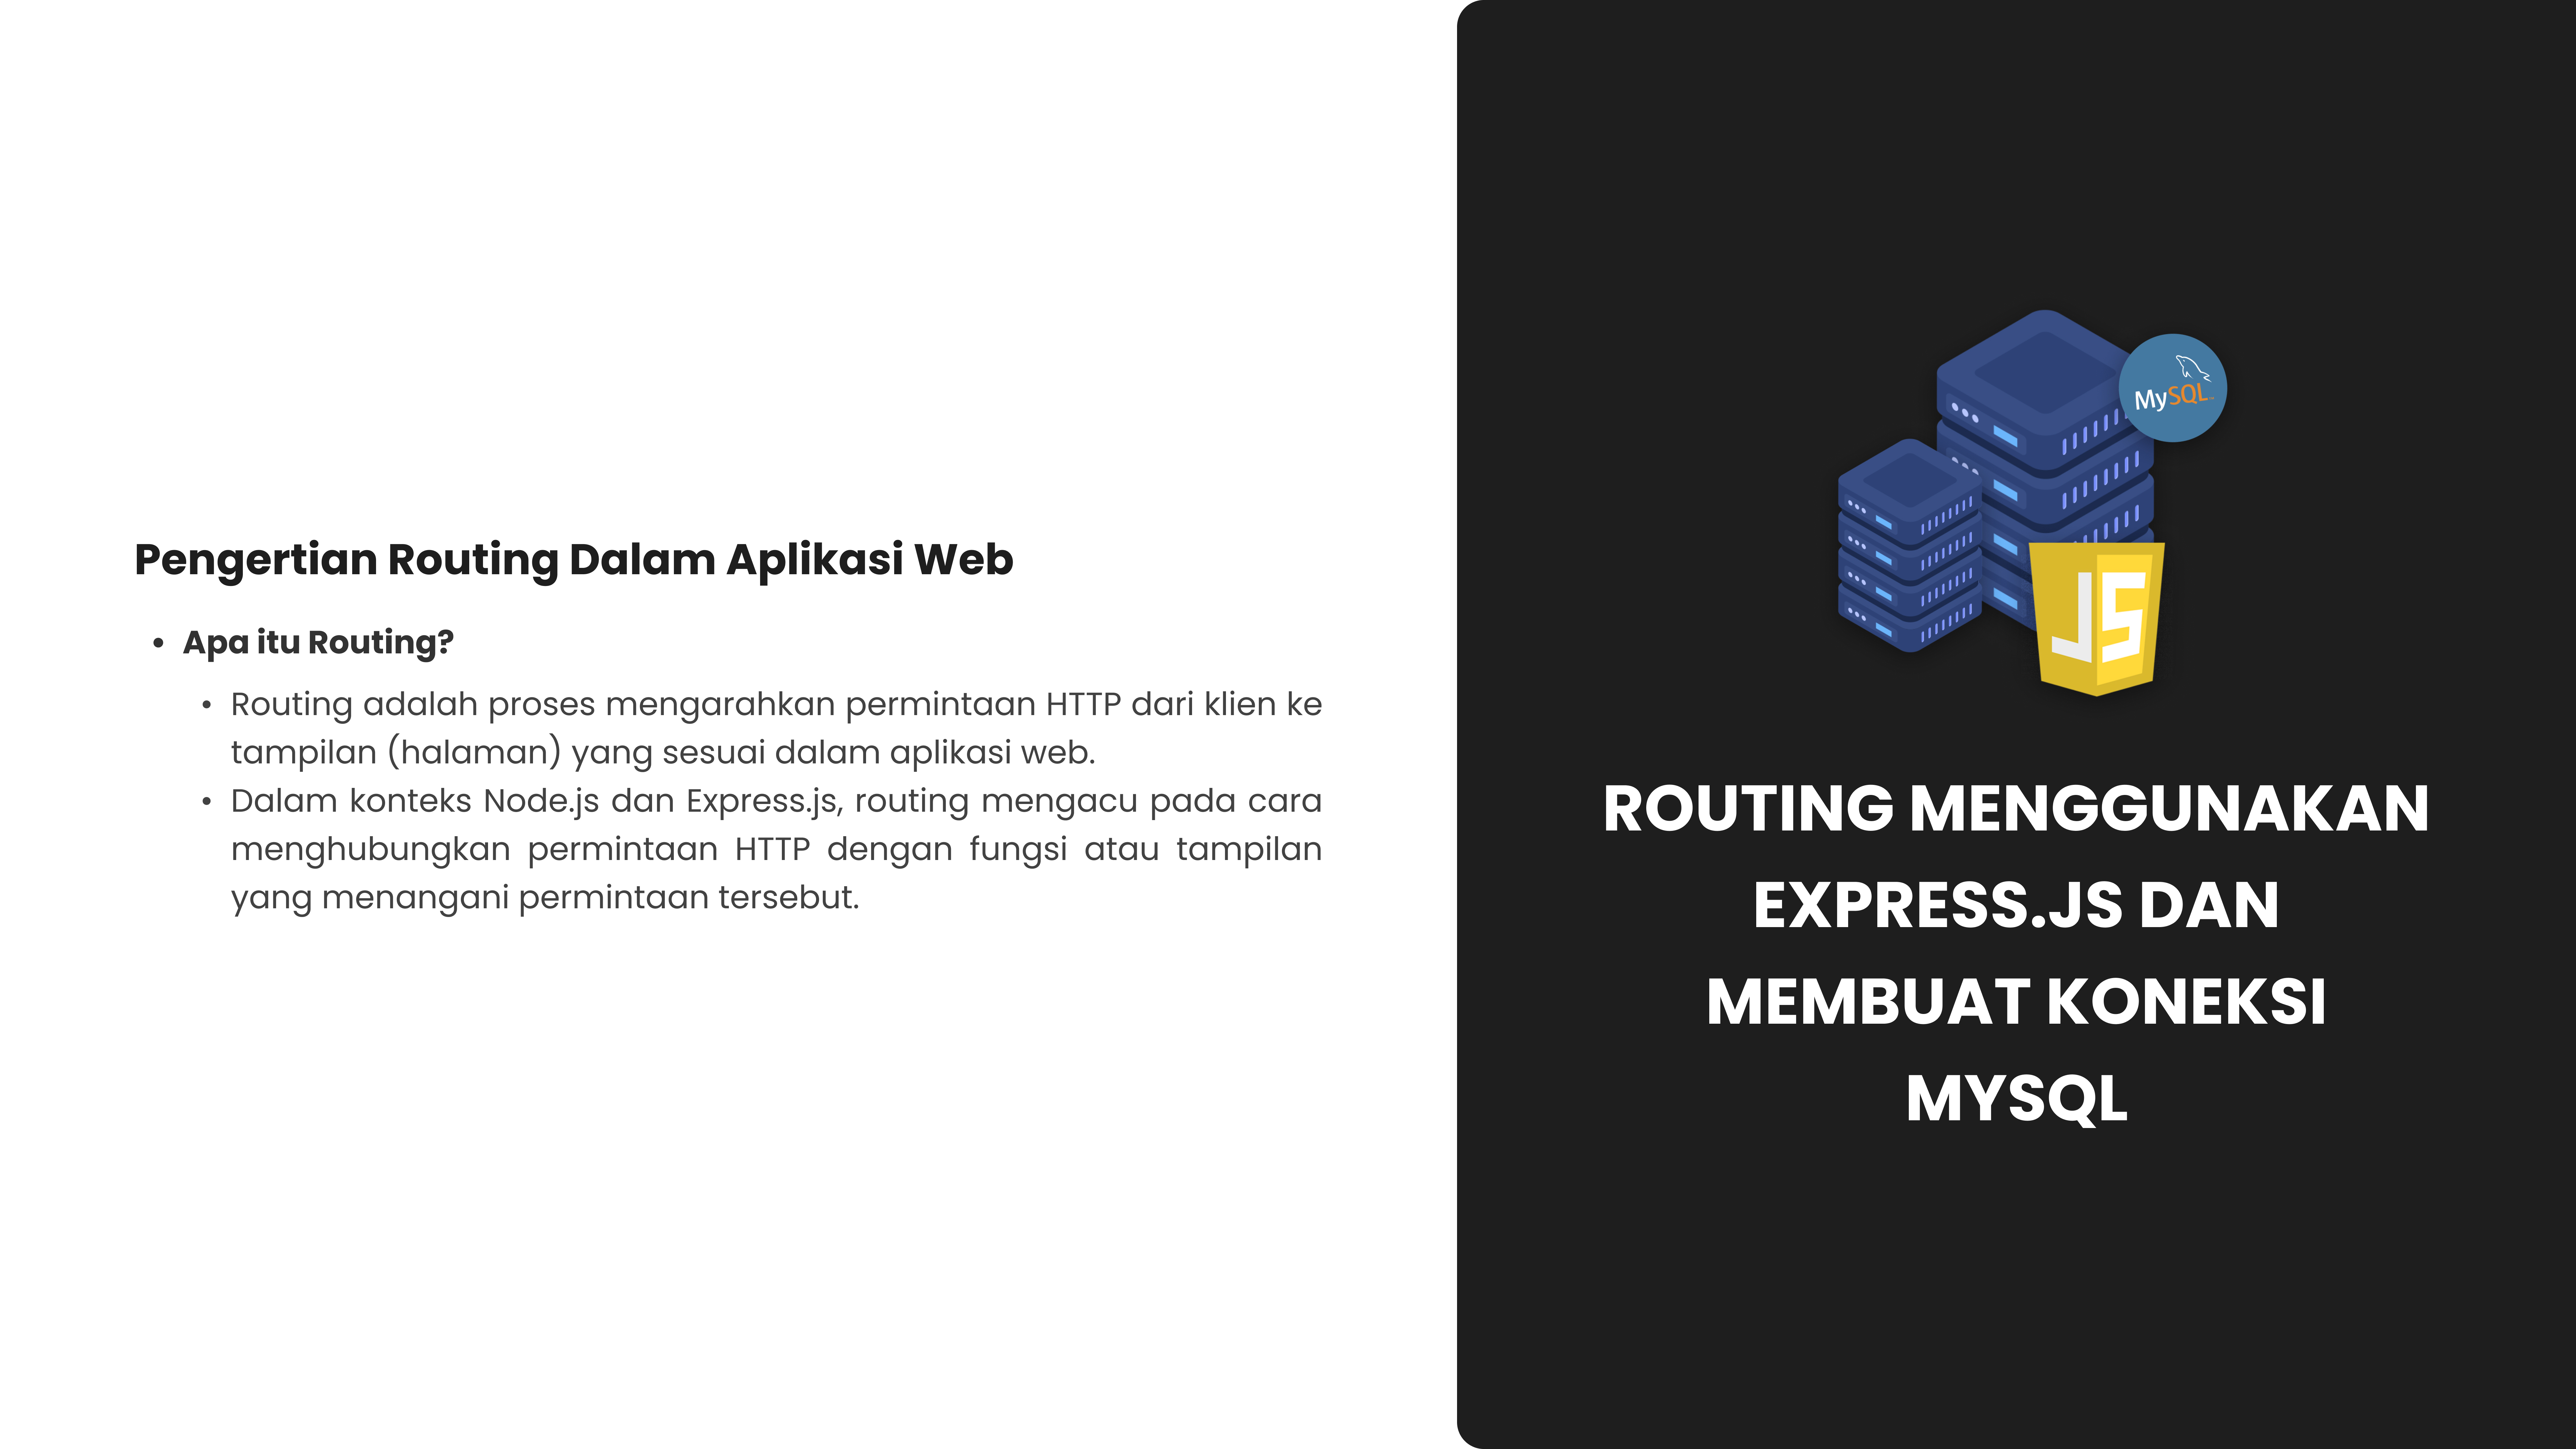 Pengertian Routing Dalam Aplikasi Web
• Apa itu Routing?
• Routing adalah proses mengarahkan permintaan HTTP dari klien ke
tampilan (halaman) yang sesuai dalam aplikasi web.
• Dalam konteks Node.js dan Express.js, routing mengacu pada cara
menghubungkan permintaan HTTP dengan fungsi atau tampilan
yang menangani permintaan tersebut.
MySQL
JS
ROUTING MENGGUNAKAN
EXPRESS.JS DAN
MEMBUAT KONEKSI
MYSQL